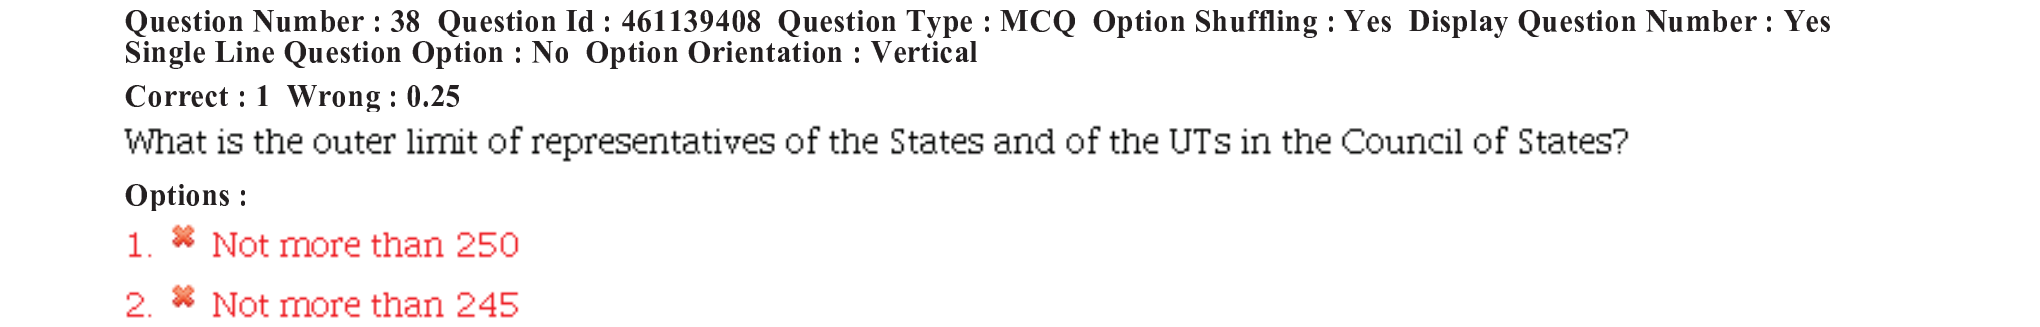 Question Number : 38 Question Id : 461139408 Question Type : MCQ Option Shuffling : Yes Display Question Number : Yes
Single Line Question Option : No Option Orientation : Vertical
Correct : 1 Wrong : 0.25
What is the outer limit of representatives of the States and of the UTs in the Council of States?
Options :
1. ✖ Not more than 250
2. ✖ Not more than 245